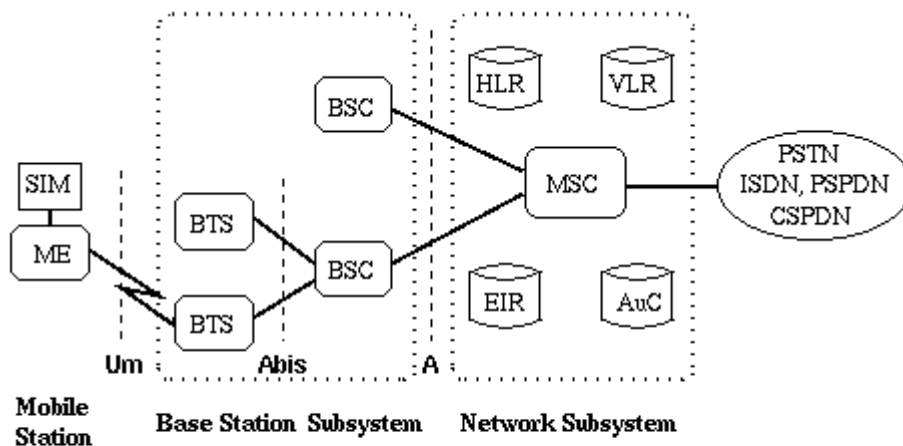 HLR
VLR
BSC
PSTN
ISDN, PSPDN
CSPDN
MSC
SIM
BTS
ME
BSC
BTS
EIR
AuC
Um
Abis
A
Mobile
Station
Base Station Subsystem
Network Subsystem